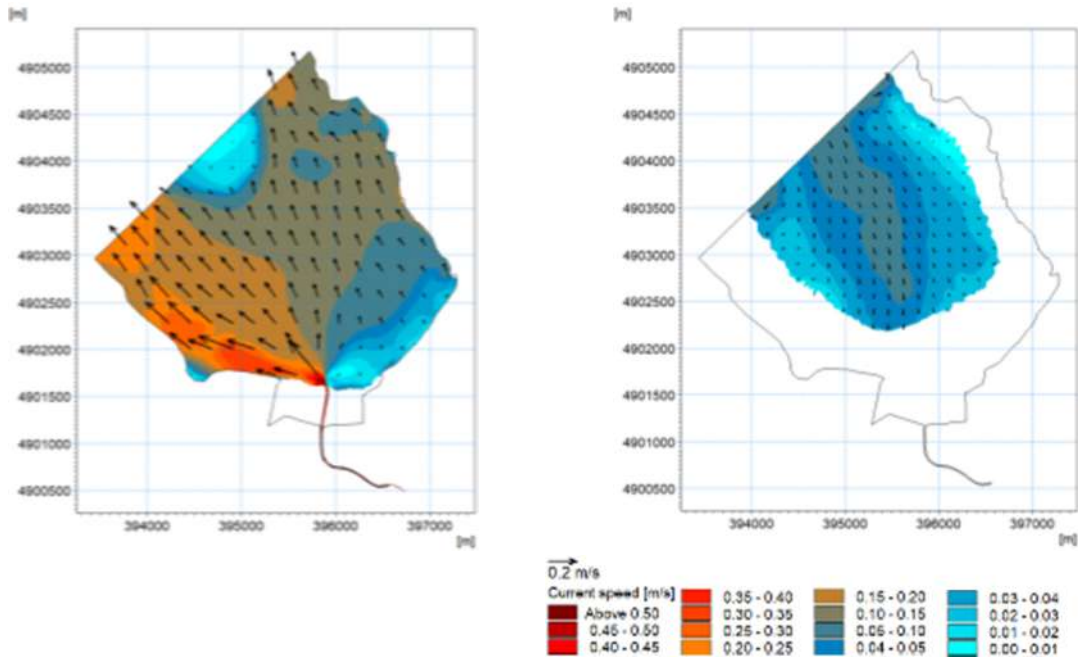 [m]
4905000
4904500
4904000
4903500
4903000
4902500
4902000
4901500
4901000
4900500
394000 395000 396000 397000
[m]
[m]
4905000
4904500
4904000
4903500
4903000
4902500
4902000
4901500
4901000
4900500
394000 395000 396000 397000
[m]
0.2 m/s
Current speed [m/s]
Above 0.50
0.45 - 0.50
0.40 - 0.45
0.35 - 0.40
0.30 - 0.35
0.25 - 0.30
0.20 - 0.25
0.15 - 0.20
0.10 - 0.15
0.05 - 0.10
0.04 - 0.05
0.03 - 0.04
0.02 - 0.03
0.01 - 0.02
0.00 - 0.01